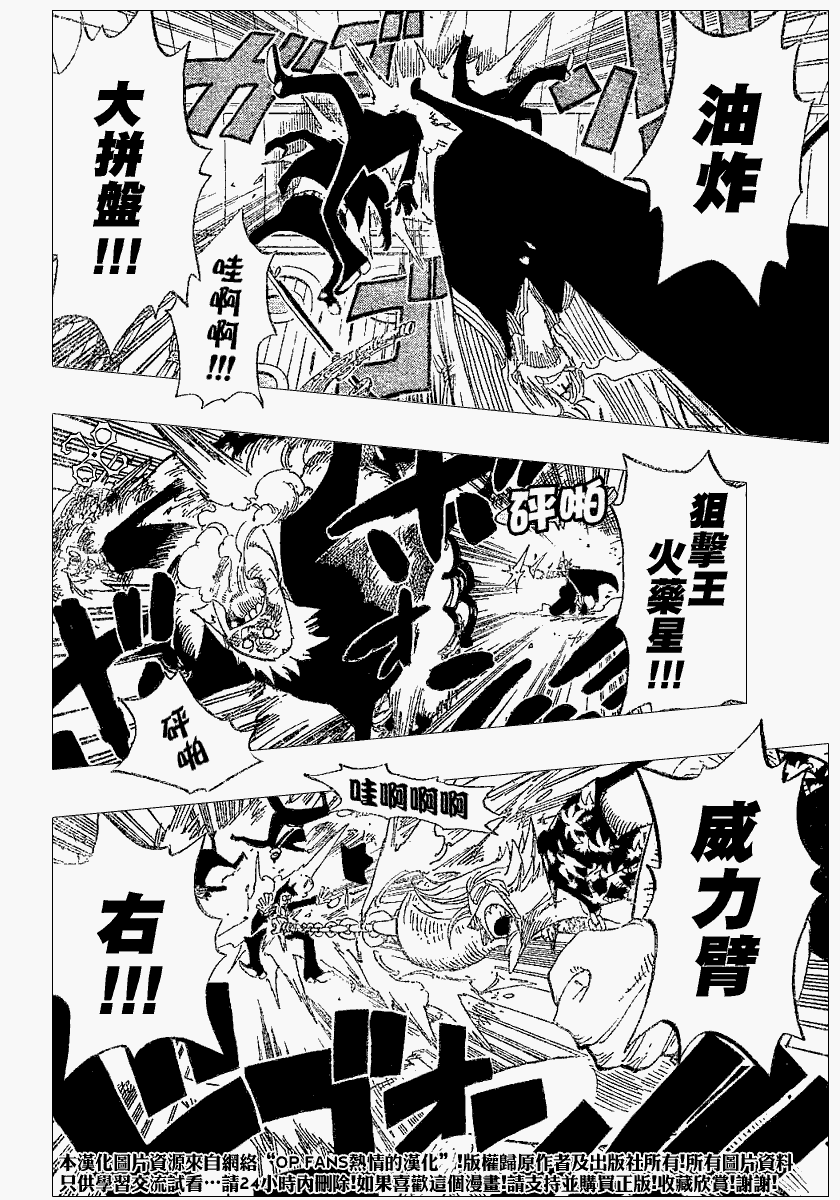 油炸
大拼盤!!!
ガガン
哇啊啊!!!
狙擊王
火藥星!!!
砰啪
砰啪
威力臂
哇啊啊啊
右!!!
本漢化圖片資源來自網絡“OP FANS熱情的漢化”!版權歸原作者及出版社所有!所有圖片資料
只供學習交流試看…請24小時內刪除!如果喜歡這個漫畫!請支持並購買正版!收藏欣賞!謝謝!